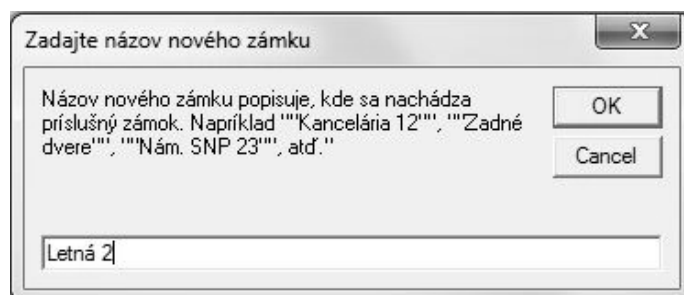 Zadajte názov nového zámku
Názov nového zámku popisuje, kde sa nachádza
príslušný zámok. Napríklad ""Kancelária 12"", ""Zadné
dvere"", ""Nám. SNP 23"", atď."
OK
Cancel
Letná 2